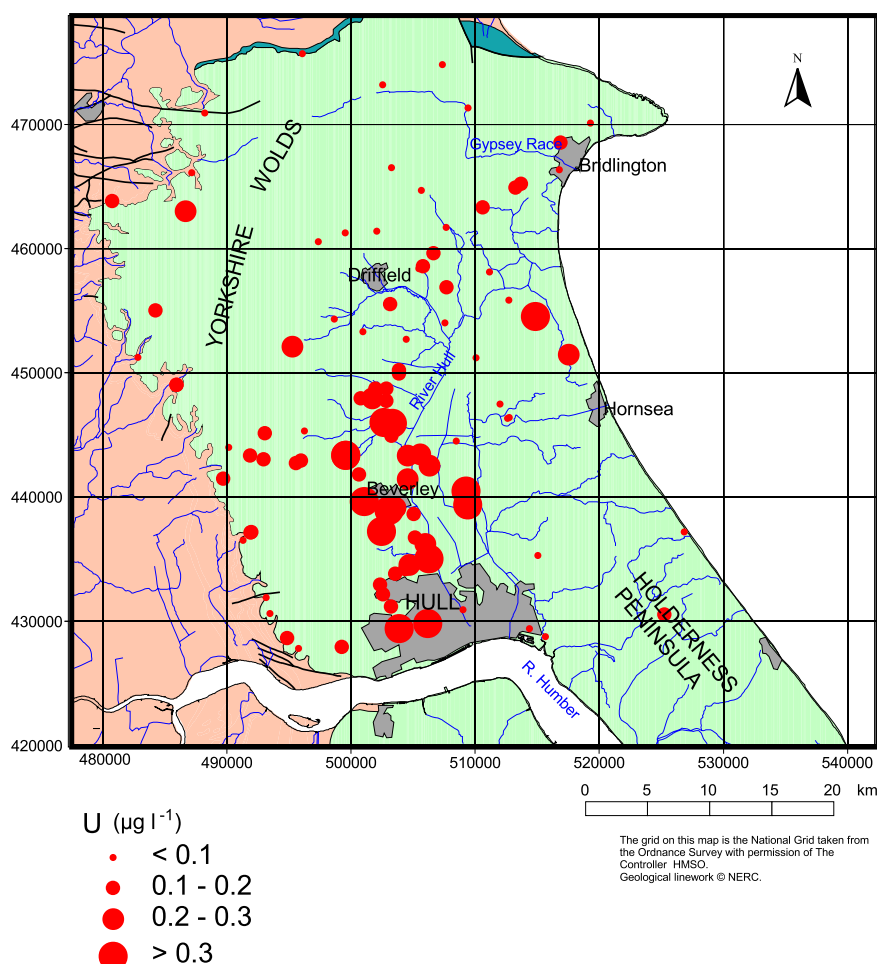 N
470000
460000
450000
440000
430000
420000
480000
490000
500000
510000
520000
530000
540000
YORKSHIRE WOLDS
Gypsey Race
Bridlington
Driffield
River Hull
Hornsea
Beverley
HULL
HOLDERNESS
PENINSULA
R. Humber
0 5 10 15 20 km
The grid on this map is the National Grid taken from
the Ordnance Survey with permission of The
Controller HMSO.
Geological linework © NERC.
U (µg l⁻¹)
< 0.1
0.1 - 0.2
0.2 - 0.3
> 0.3